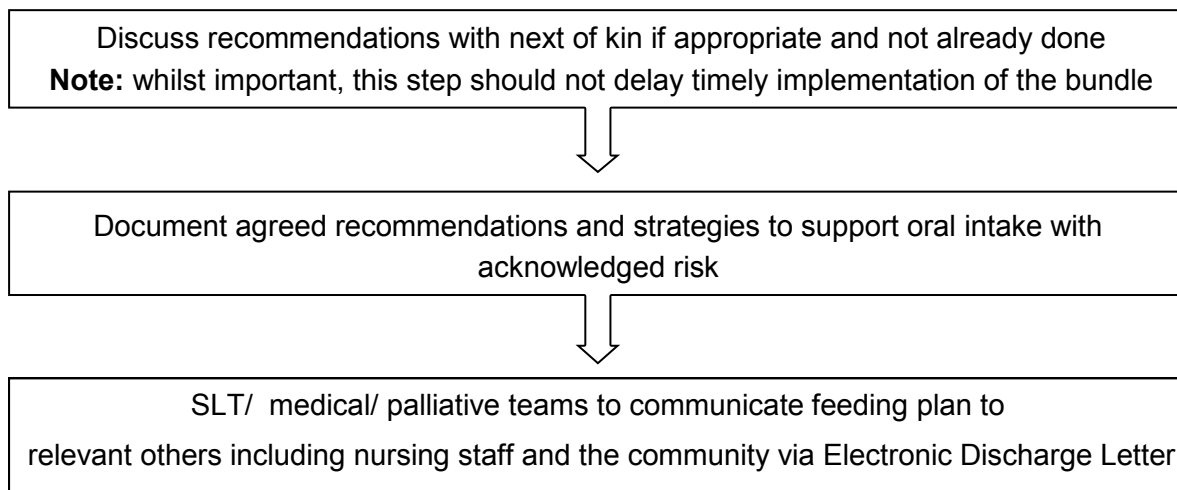 Discuss recommendations with next of kin if appropriate and not already done
Note: whilst important, this step should not delay timely implementation of the bundle
Document agreed recommendations and strategies to support oral intake with
acknowledged risk
SLT/ medical/ palliative teams to communicate feeding plan to
relevant others including nursing staff and the community via Electronic Discharge Letter